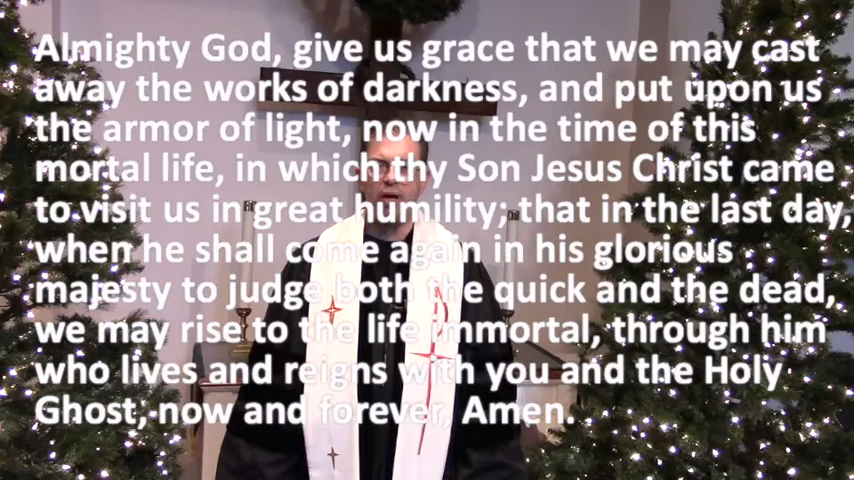 Almighty God, give us grace that we may cast
away the works of darkness, and put upon us
the armor of light, now in the time of this
mortal life, in which Thy Son Jesus Christ came
to visit us in great humility; that in the last day,
when he shall come again in his glorious
majesty to judge both the quick and the dead,
we may rise to the life immortal, through him
who lives and reigns with you and the Holy
Ghost, now and forever, Amen.